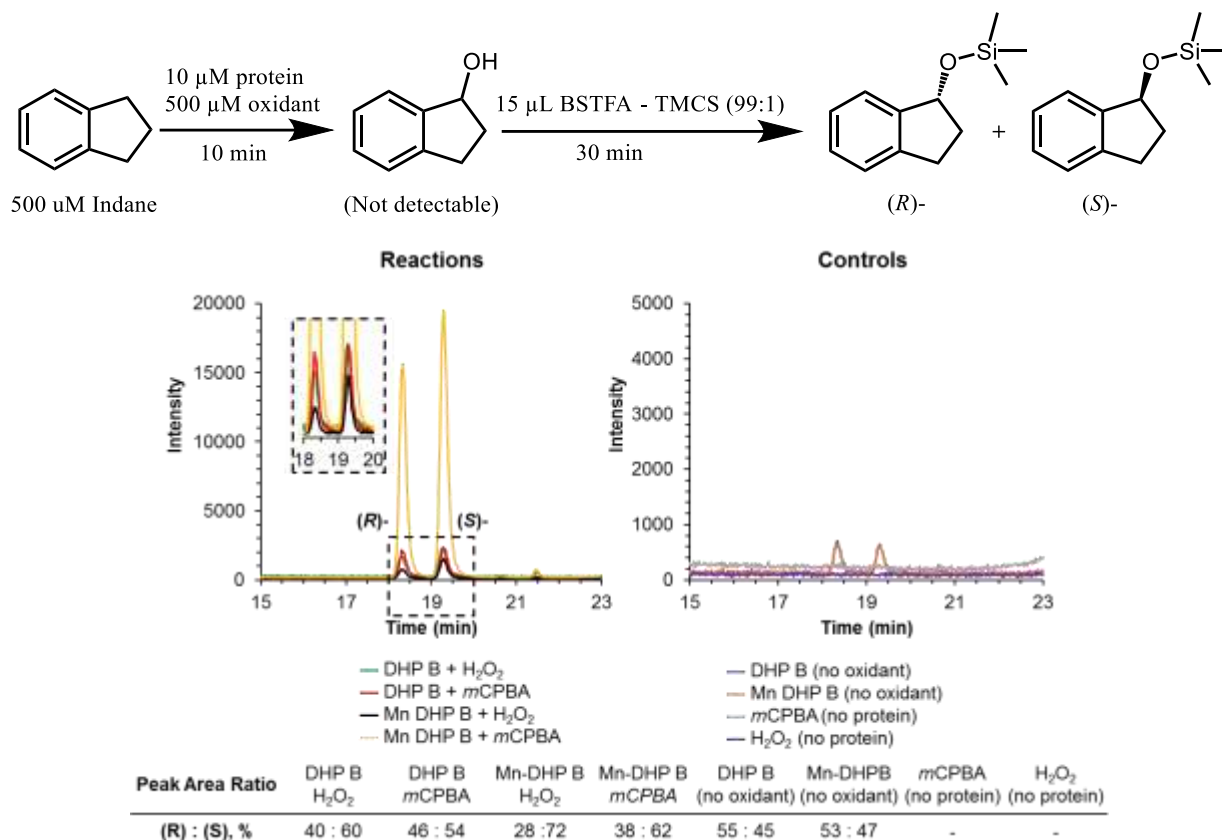 OH
O
Si
O
Si
10 µM protein
500 µM oxidant
10 min
15 µL BSTFA - TMCS (99:1)
30 min
+
500 uM Indane
(Not detectable)
(R)-
(S)-
Reactions
Controls
20000
15000
10000
5000
0
Intensity
18 19 20
(R)-
(S)-
15 17 19 21 23
Time (min)
5000
4000
3000
2000
1000
0
Intensity
15 17 19 21 23
Time (min)
DHP B + H₂O₂
DHP B + mCPBA
Mn DHP B + H₂O₂
Mn DHP B + mCPBA
DHP B (no oxidant)
Mn DHP B (no oxidant)
mCPBA (no protein)
H₂O₂ (no protein)
Peak Area Ratio
DHP B DHP B Mn-DHP B Mn-DHP B DHP B Mn-DHPB mCPBA H₂O₂
H₂O₂ mCPBA H₂O₂ mCPBA (no oxidant) (no oxidant) (no protein) (no protein)
(R) : (S), % 40 : 60 46 : 54 28 :72 38 : 62 55 : 45 53 : 47 - -